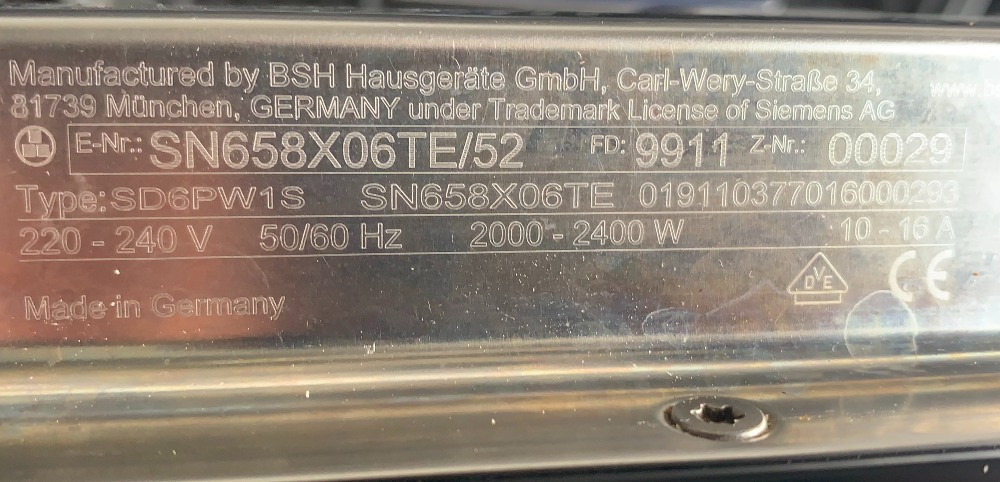 Manufactured by BSH Hausgeräte GmbH, Carl-Wery-Straße 34,
81739 München, GERMANY under Trademark License of Siemens AG
E-Nr.: SN658X06TE/52 FD: 9911 Z-Nr.: 00029
Type: SD6PW1S SN658X06TE 019110377016000293
220 - 240 V 50/60 Hz 2000 - 2400 W 10 - 16 A
DVE CE
Made in Germany